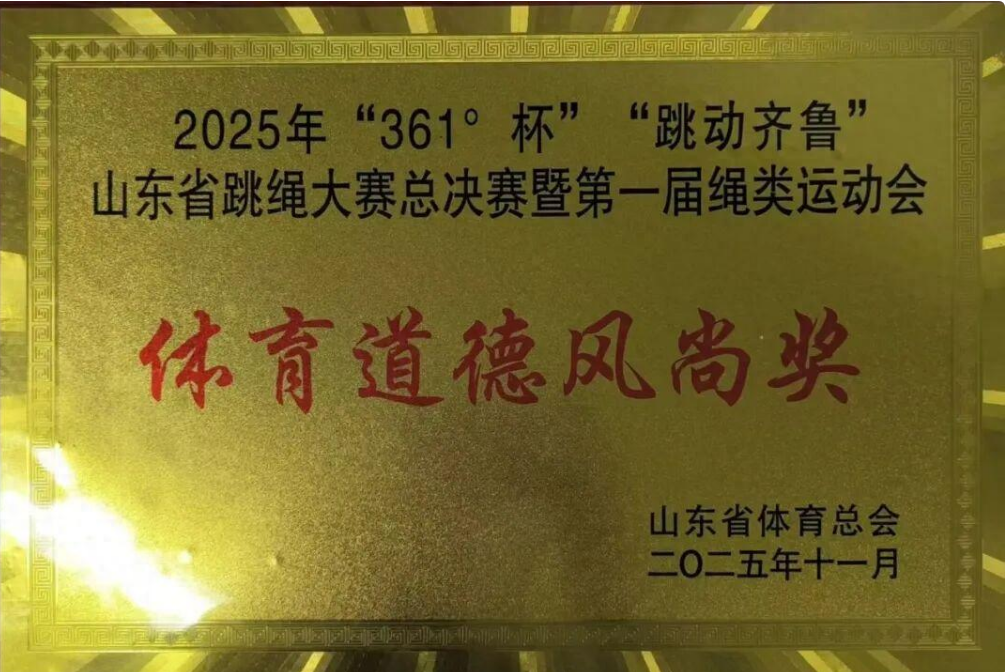 2025年“361°杯”“跳动齐鲁”
山东省跳绳大赛总决赛暨第一届绳类运动会
体育道德风尚奖
山东省体育总会
二〇二五年十一月